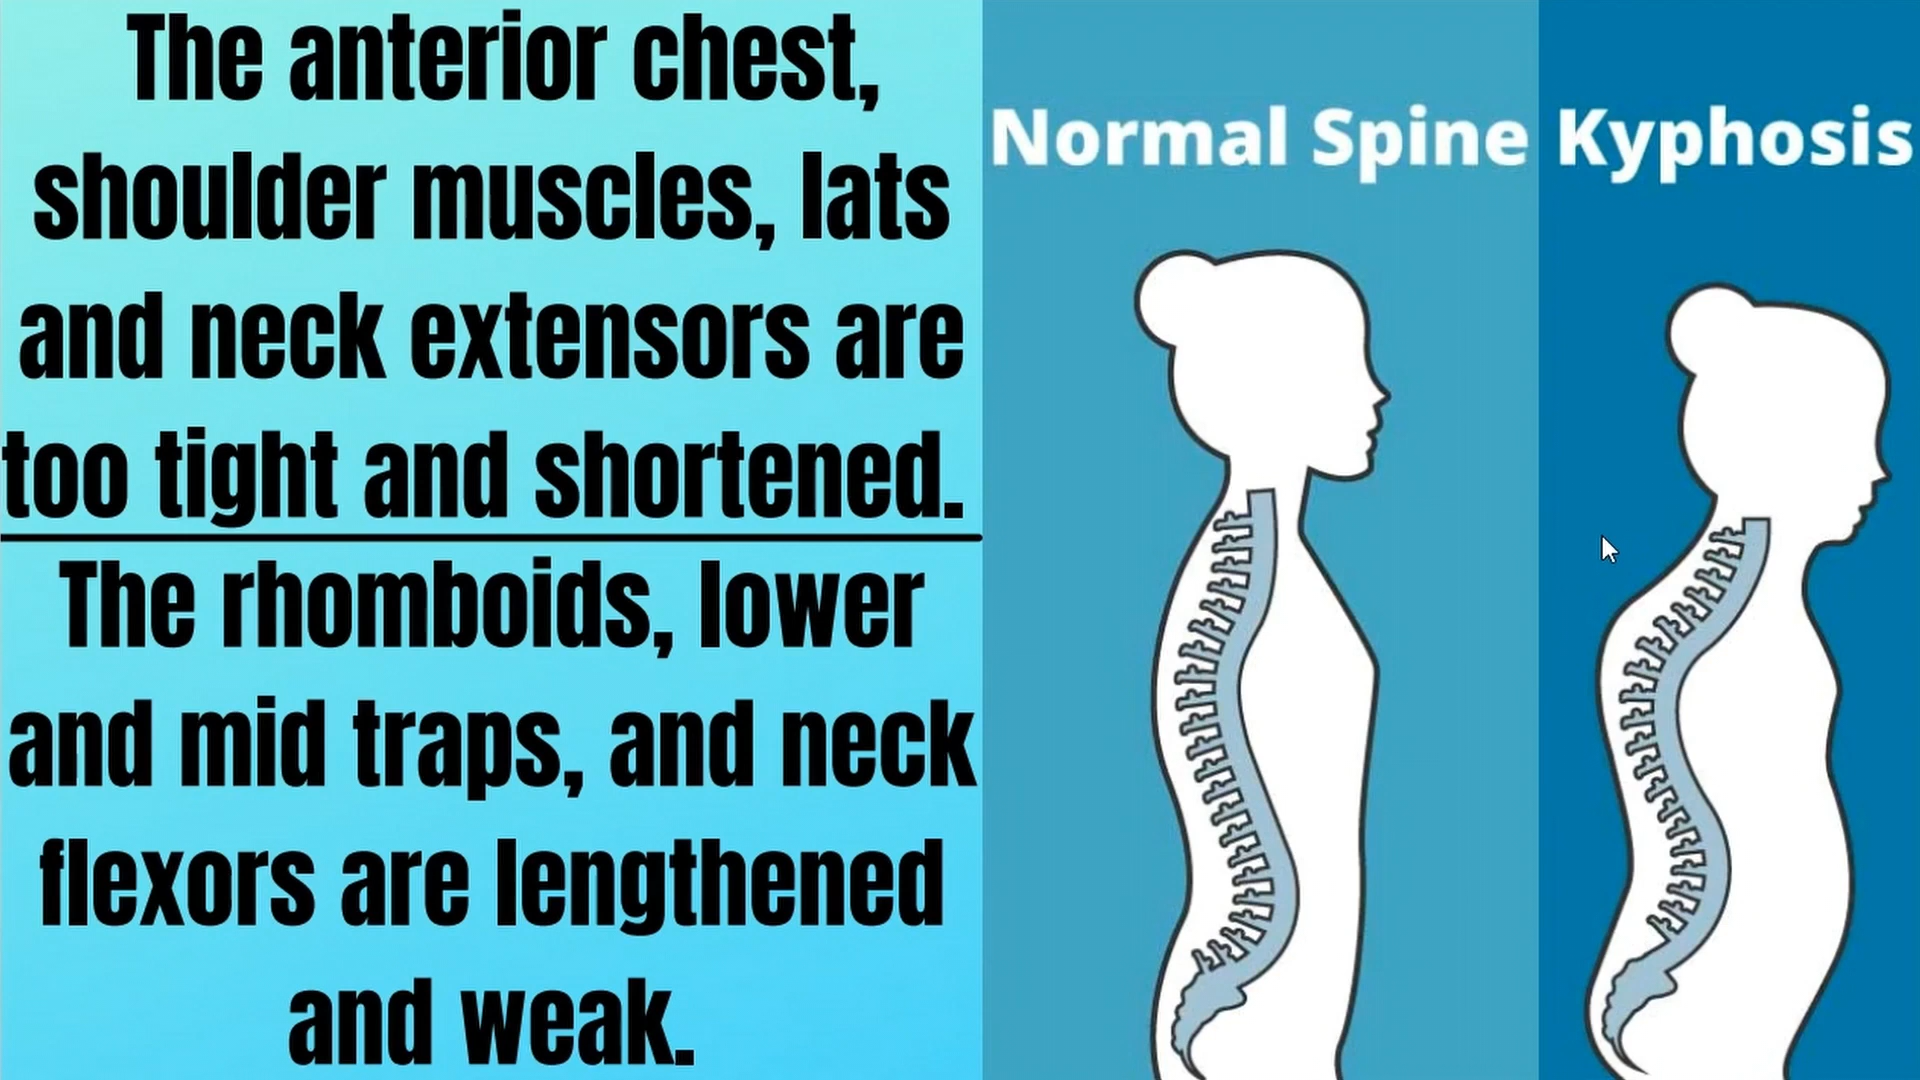 The anterior chest,
shoulder muscles, lats
and neck extensors are
too tight and shortened.
The rhomboids, lower
and mid traps, and neck
flexors are lengthened
and weak.
Normal Spine
Kyphosis